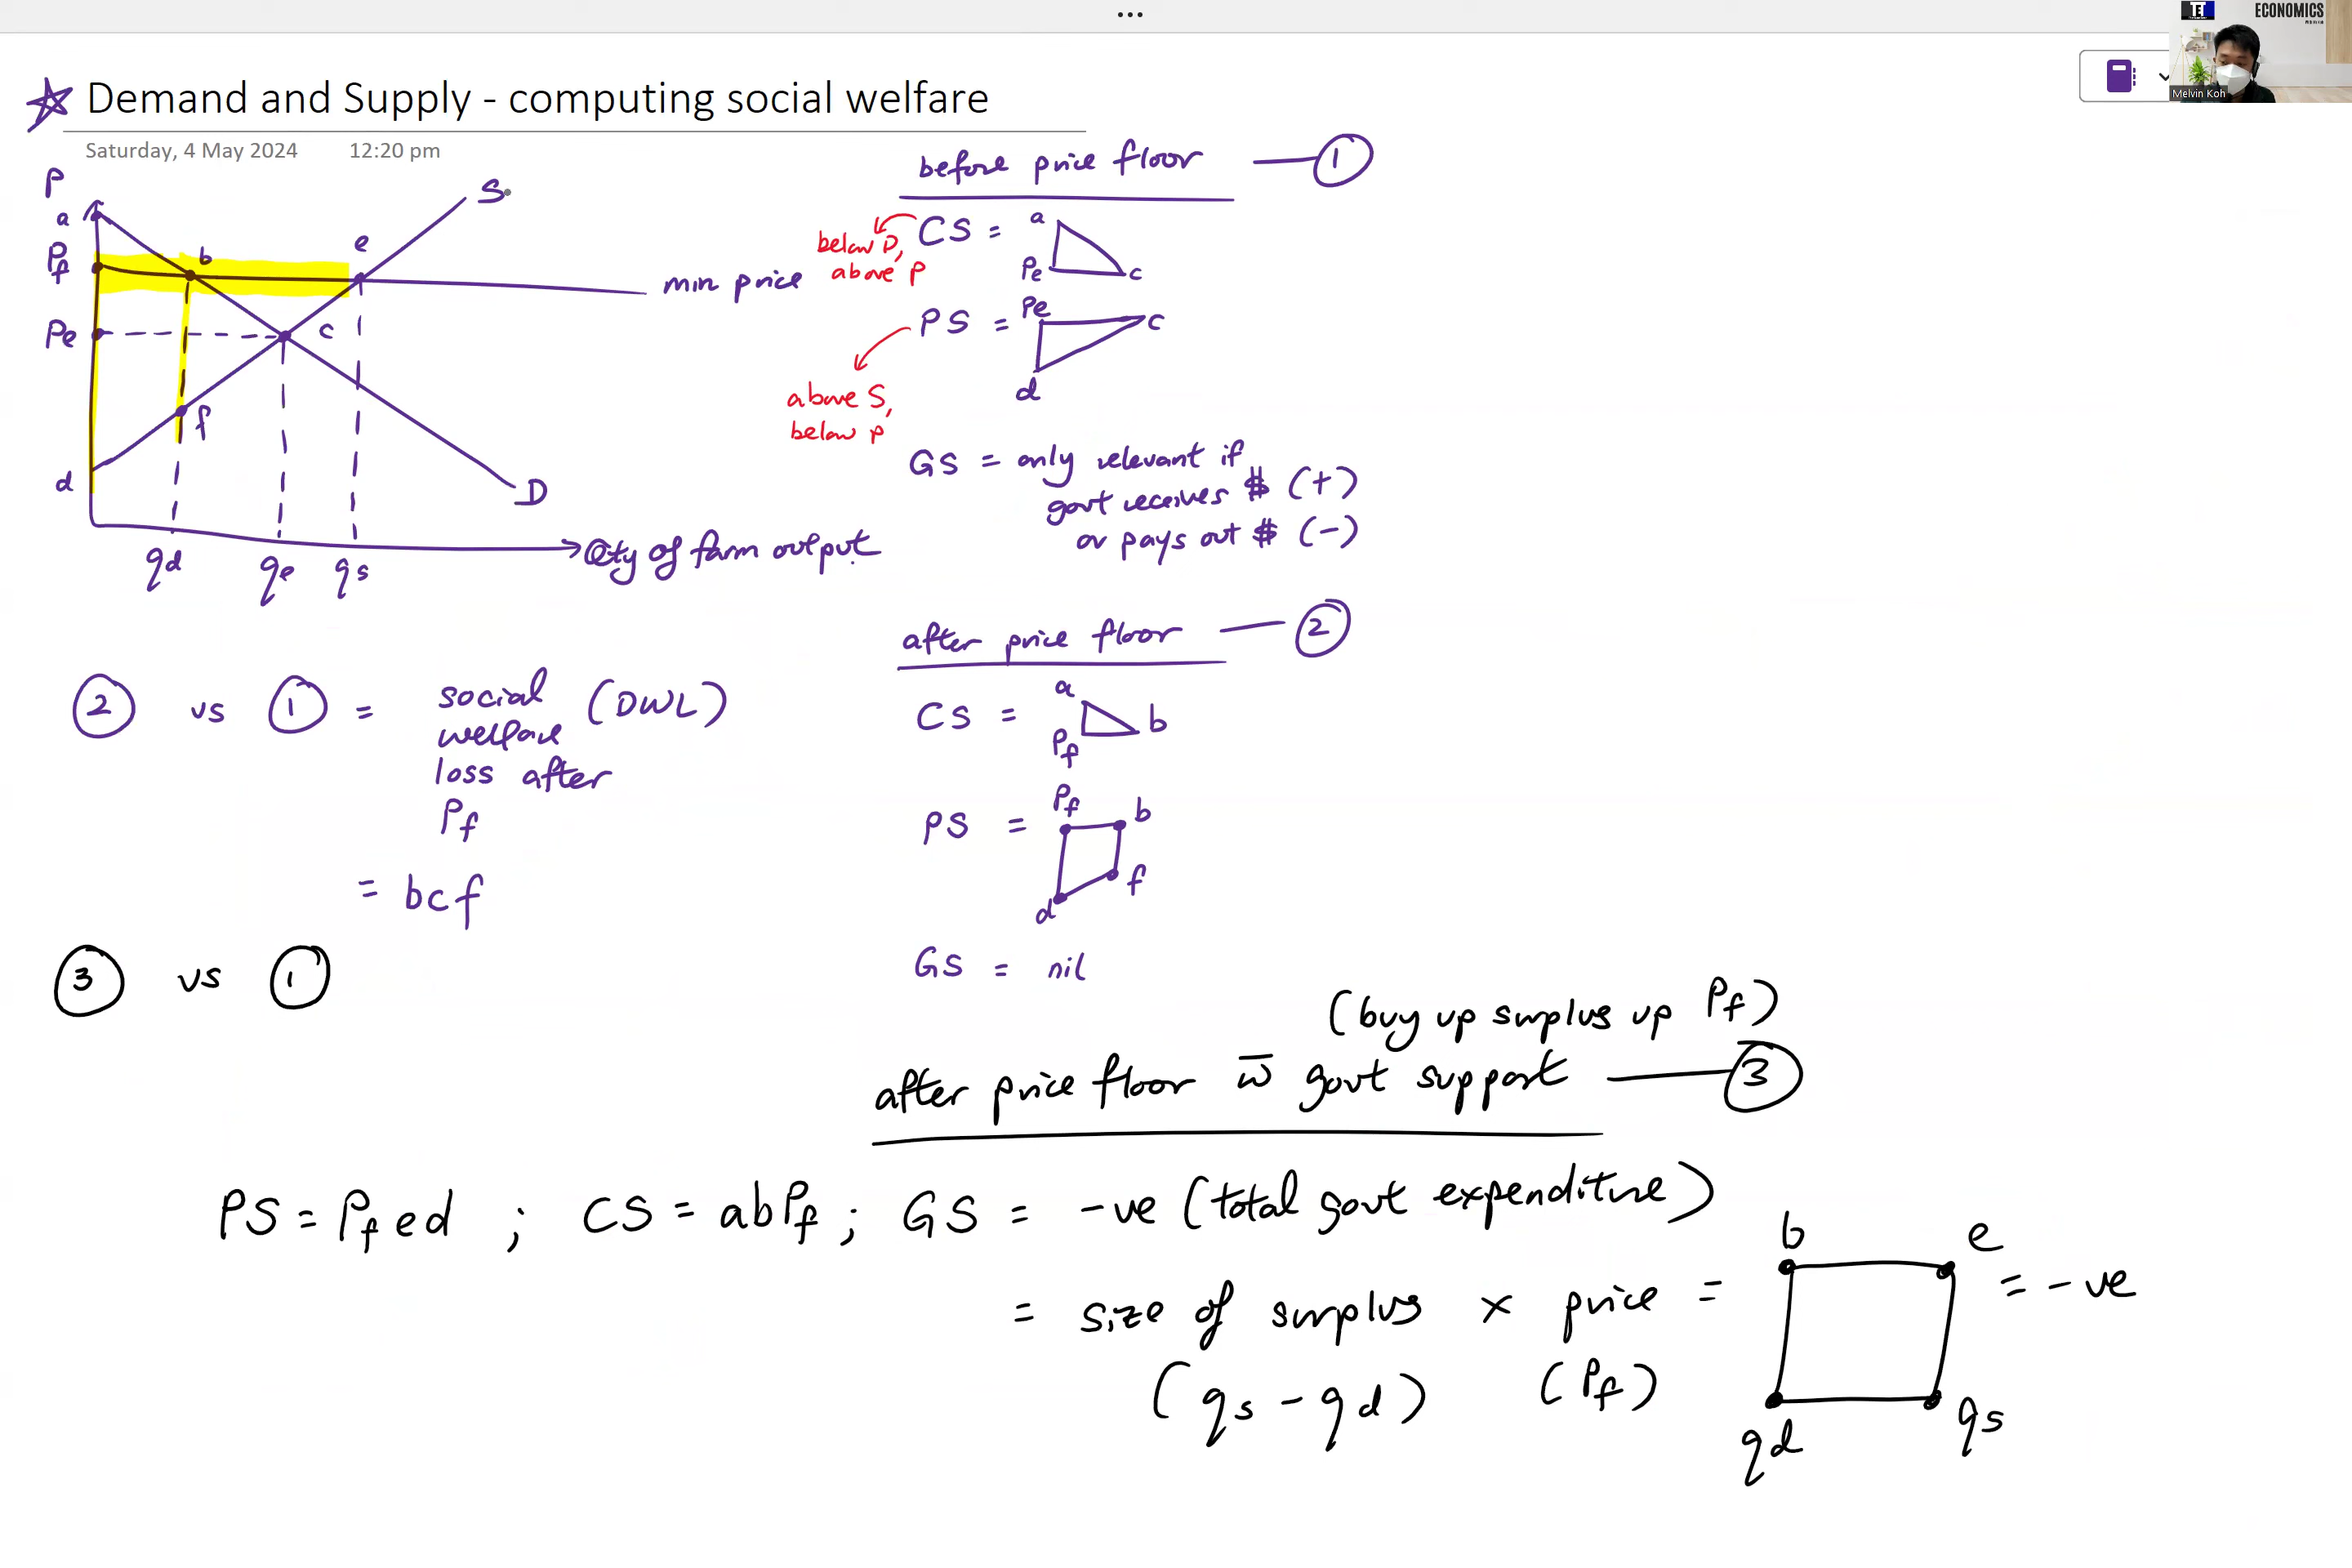 •••
TET
ECONOMICS
Melvin Koh
Demand and Supply - computing social welfare
Saturday, 4 May 2024 12:20 pm
P
a
Pf
Pe
d
b
e
c
f
S
D
min price
qd
qe
qs
Qty of farm output
before price floor — 1
below D,
above P
CS =
a
Pe
c
PS =
Pe
c
d
above S,
below P
GS = only relevant if
govt receives $ (+)
or pays out $ (-)
after price floor — 2
CS =
a
Pf
b
PS =
Pf
b
f
d
GS = nil
2 vs 1 = social (DWL)
welfare
loss after
Pf
= bcf
3 vs 1
(buy up surplus up Pf)
after price floor w̄ govt support — 3
PS = Pf ed ; CS = abPf ; GS = -ve (total govt expenditure)
= size of surplus × price =
(qs - qd) (Pf)
b
e
= -ve
qd
qs